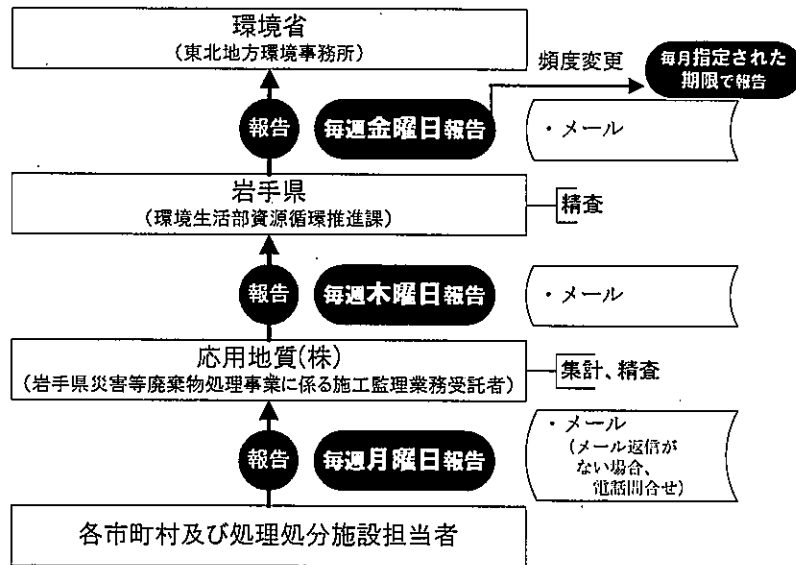 環境省
（東北地方環境事務所）
頻度変更
毎月指定された
期限で報告
報告
毎週金曜日報告
・メール
岩手県
（環境生活部資源循環推進課）
精査
報告
毎週木曜日報告
・メール
応用地質(株)
（岩手県災害等廃棄物処理事業に係る施工監理業務受託者）
集計、精査
報告
毎週月曜日報告
・メール
（メール返信が
ない場合、
電話問合せ）
各市町村及び処理処分施設担当者